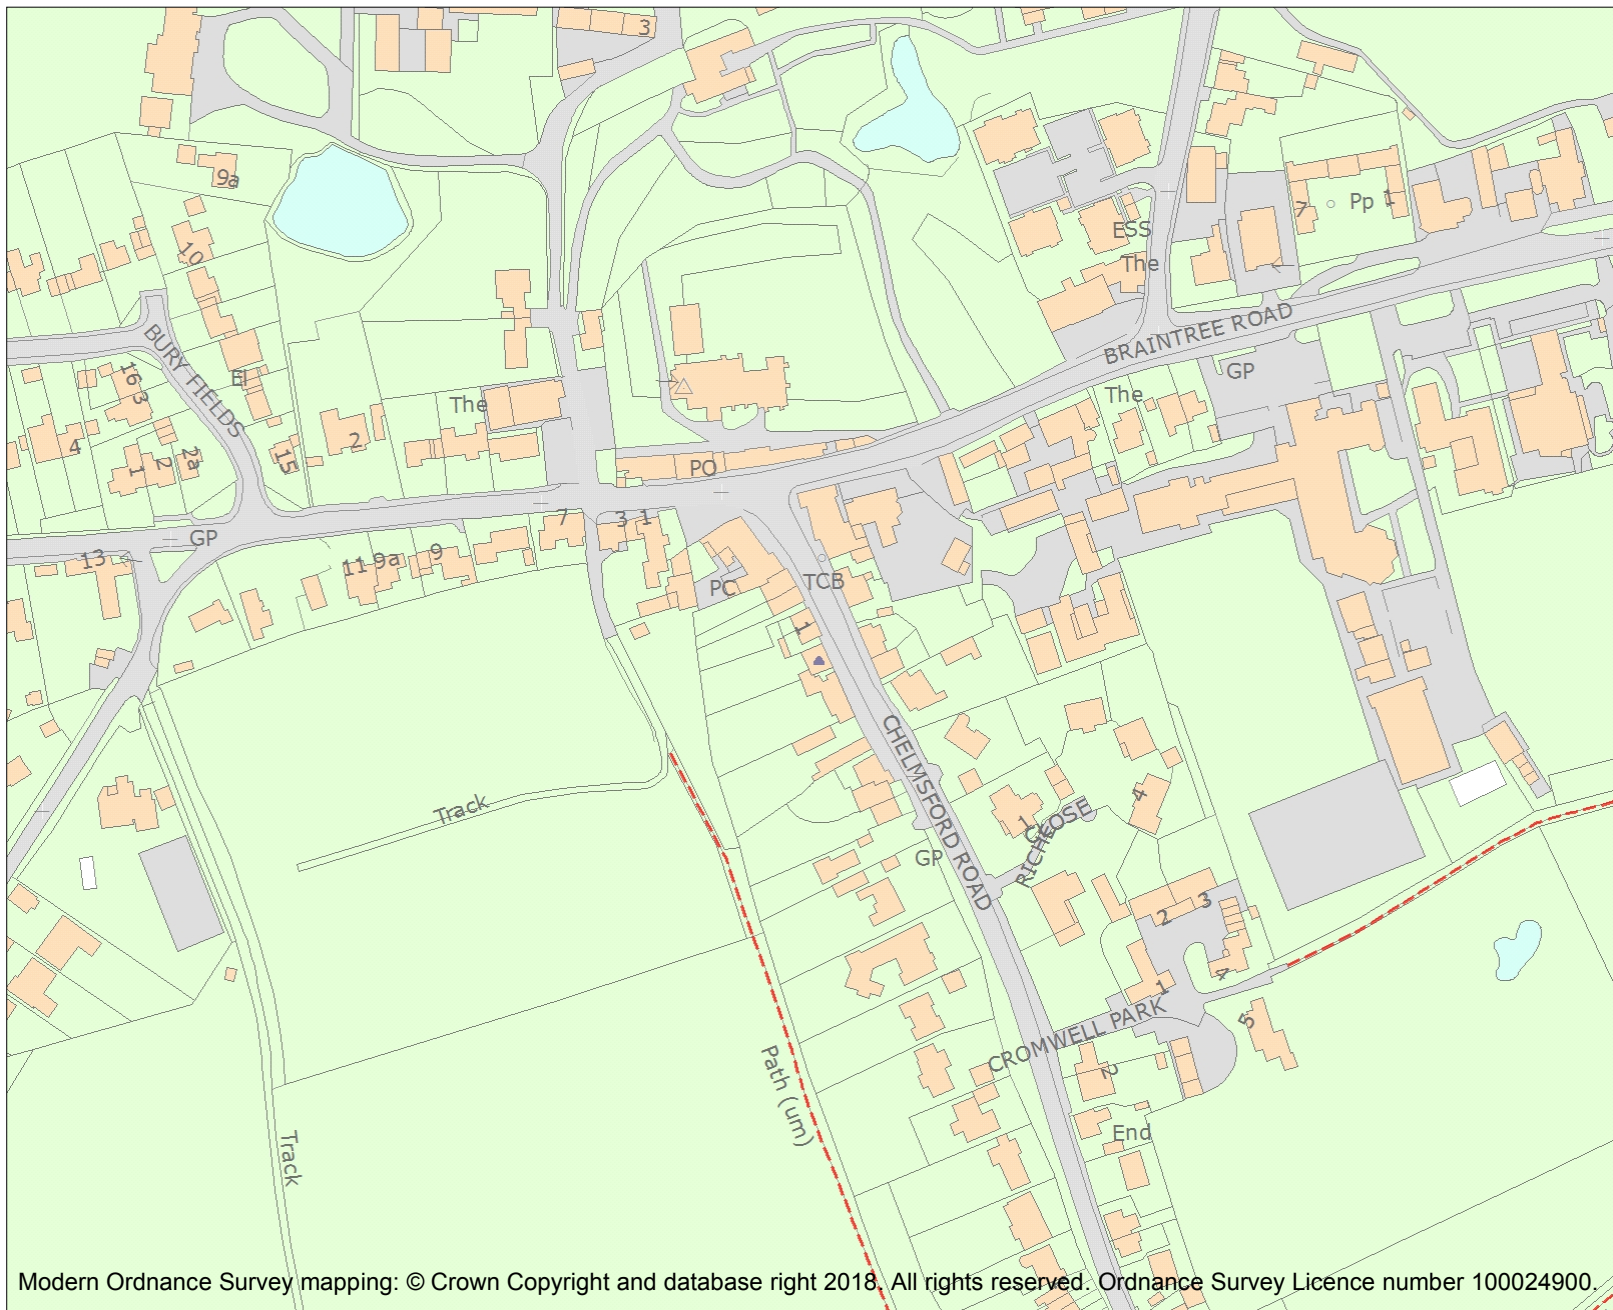 3
9a
10
ESS
The
7
Pp
1
BRAINTREE ROAD
BURY FIELDS
El
16
3
The
GP
The
4
1
2
2a
15
2
PO
7
3
1
GP
13
11
9a
9
PC
TCB
1
CHELMSFORD ROAD
Track
4
1
CLOSE
GP
2
3
4
1
CROMWELL PARK
5
2
Path (um)
End
Track
Modern Ordnance Survey mapping: © Crown Copyright and database right 2018. All rights reserved. Ordnance Survey Licence number 100024900.